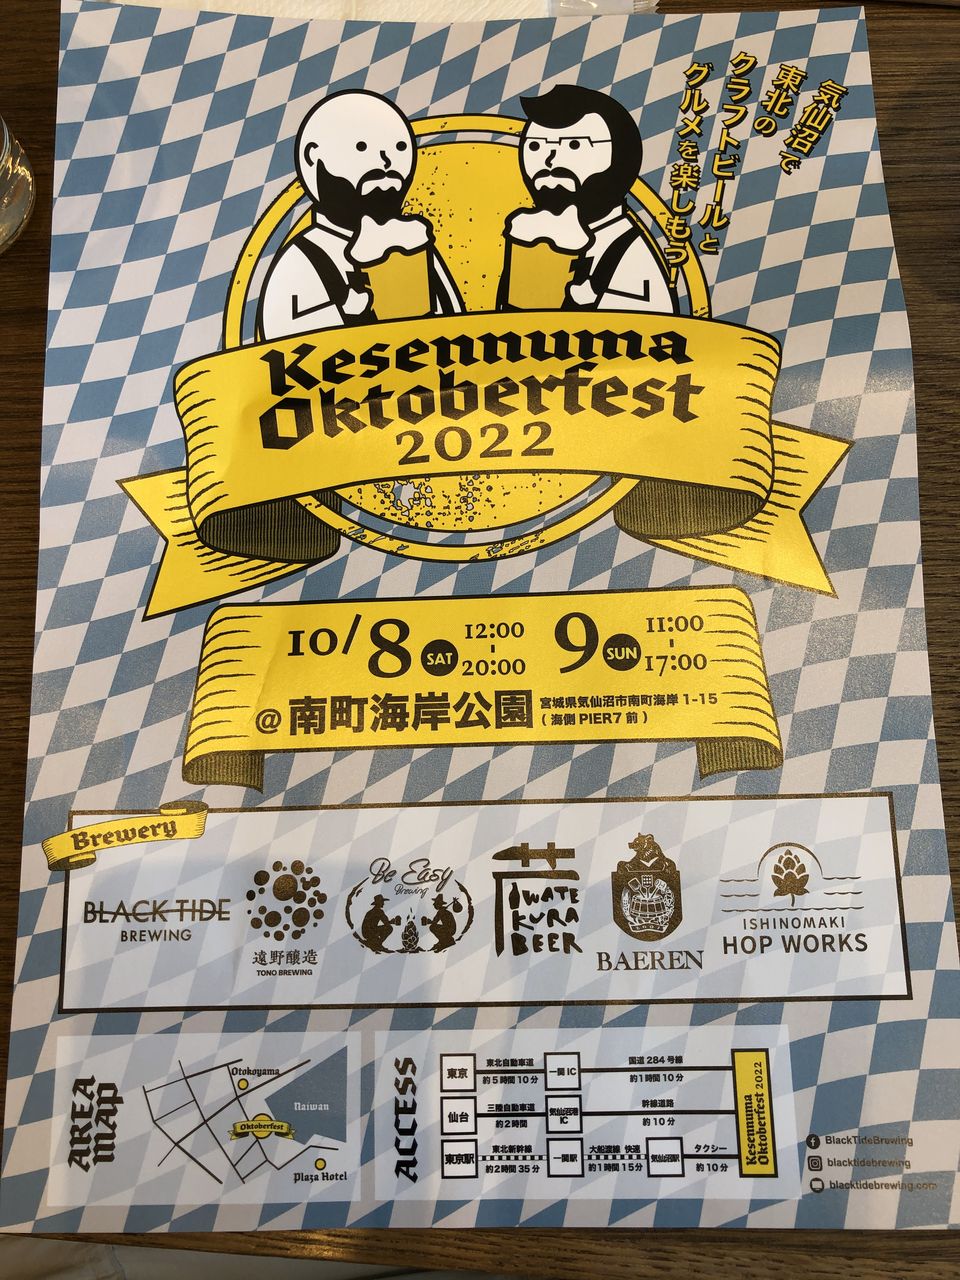 気仙沼で
東北の
クラフトビールと
グルメを楽しもう!
Kesennuma
Oktoberfest
2022
10/8 SAT 12:00-20:00 9 SUN 11:00-17:00
@南町海岸公園 宮城県気仙沼市南町海岸 1-15
(海側 PIER7 前)
Brewery
BLACK TIDE
BREWING
遠野醸造
TONO BREWING
Be Easy
Brewing
IWATE
KURA
BEER
BAEREN
ISHINOMAKI
HOP WORKS
AREA
MAP
Otokoyama
Naiwan
Oktoberfest
Plaza Hotel
ACCESS
東京 東北自動車道 約5時間10分 一関 IC 国道 284 号線 約1時間10分
仙台 三陸自動車道 約2時間 気仙沼港 IC 幹線道路 約10分
東京駅 東北新幹線 約2時間35分 一関駅 大船渡線 快速 約1時間15分 気仙沼駅 タクシー 約10分
Kesennuma
Oktoberfest 2022
BlackTideBrewing
blacktidebrewing
blacktidebrewing.com